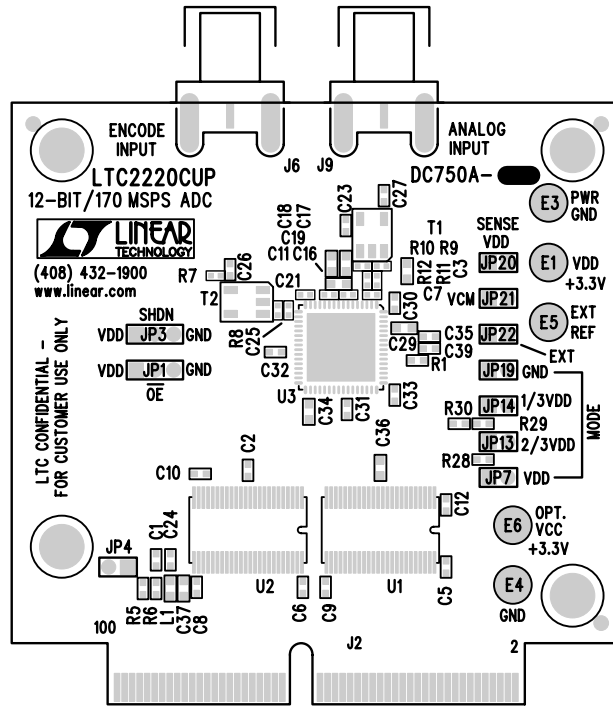 ENCODE
INPUT
ANALOG
INPUT
J6
J9
LTC2220CUP
12-BIT/170 MSPS ADC
LINEAR
TECHNOLOGY
(408) 432-1900
www.linear.com
DC750A-
E3
PWR
GND
E1
VDD
+3.3V
E5
EXT
REF
SENSE
VDD
JP20
VCM
JP21
JP22
EXT
JP19
GND
JP14
1/3VDD
JP13
2/3VDD
JP7
VDD
MODE
R30
R29
R28
C27
C23
C18
C17
C19
C11
C16
T1
R10
R9
R12
R11
C3
C7
R7
C26
C21
T2
C30
C29
C35
C39
R1
R8
C25
C32
U3
C34
C31
C33
SHDN
VDD
JP3
GND
VDD
JP1
GND
OE
LTC CONFIDENTIAL -
FOR CUSTOMER USE ONLY
C36
C2
C10
C12
C1
C24
JP4
U2
U1
C5
R5
R6
L1
C37
C8
C6
C9
E6
OPT.
VCC
+3.3V
E4
GND
100
J2
2